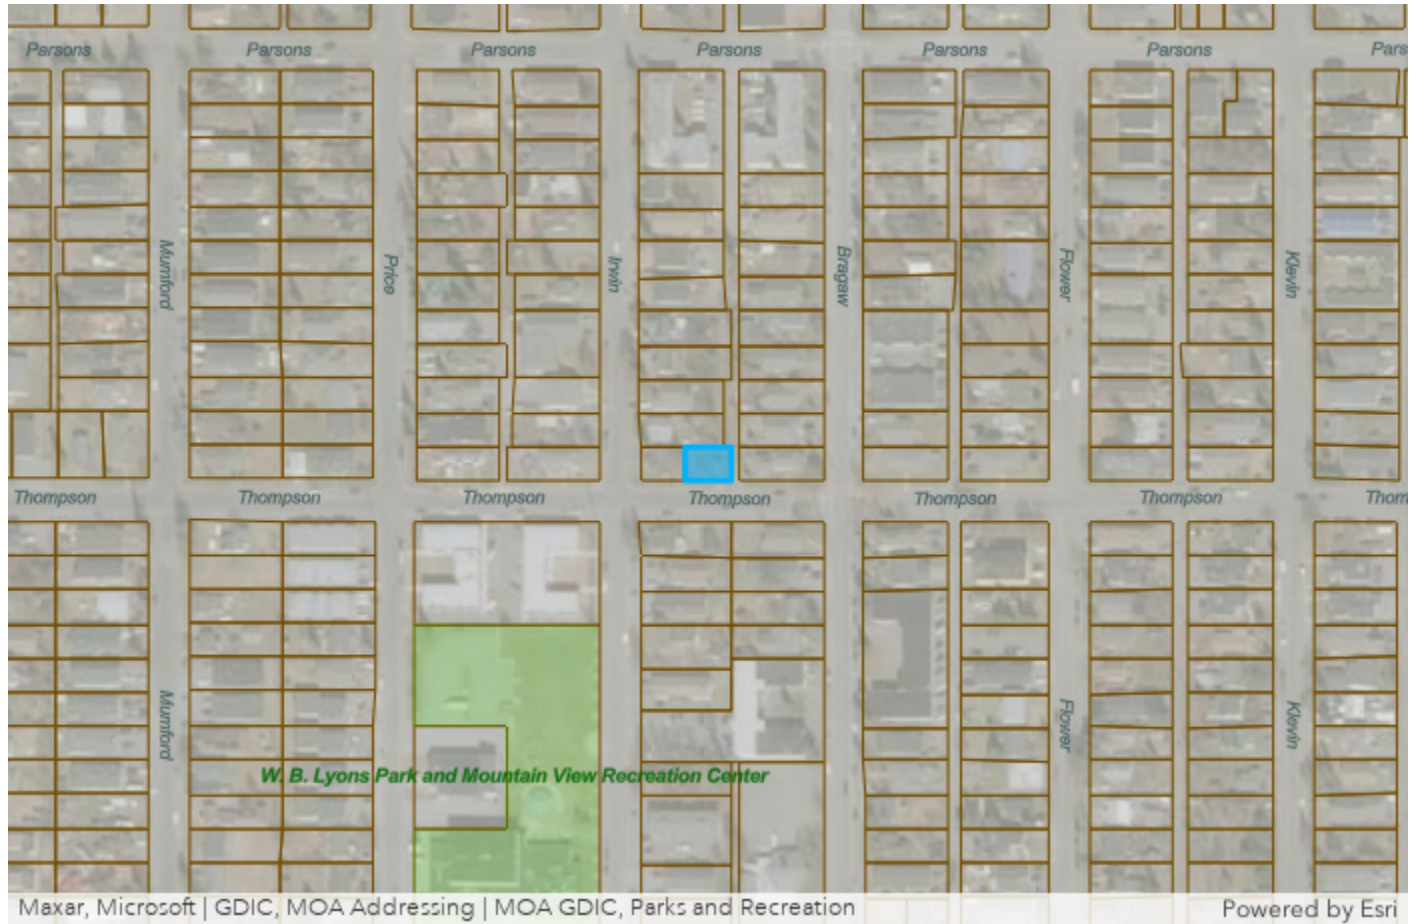 Parsons Parsons Parsons Parsons Parsons Parsons Pars
Mumford Price Irwin Bragaw Flower Klevin
Thompson Thompson Thompson Thompson Thompson Thompson Thom
Mumford Flower Klevin
W. B. Lyons Park and Mountain View Recreation Center
Maxar, Microsoft | GDIC, MOA Addressing | MOA GDIC, Parks and Recreation Powered by Esri